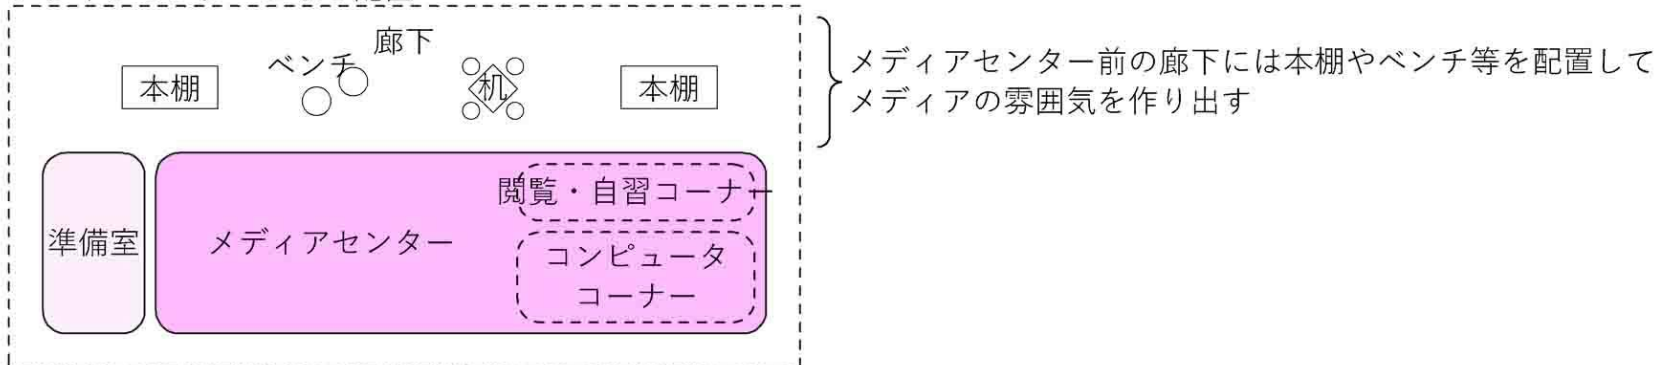 廊下
ベンチ
本棚
机
本棚
メディアセンター前の廊下には本棚やベンチ等を配置して
メディアの雰囲気を作り出す
準備室
メディアセンター
閲覧・自習コーナー
コンピュータ
コーナー